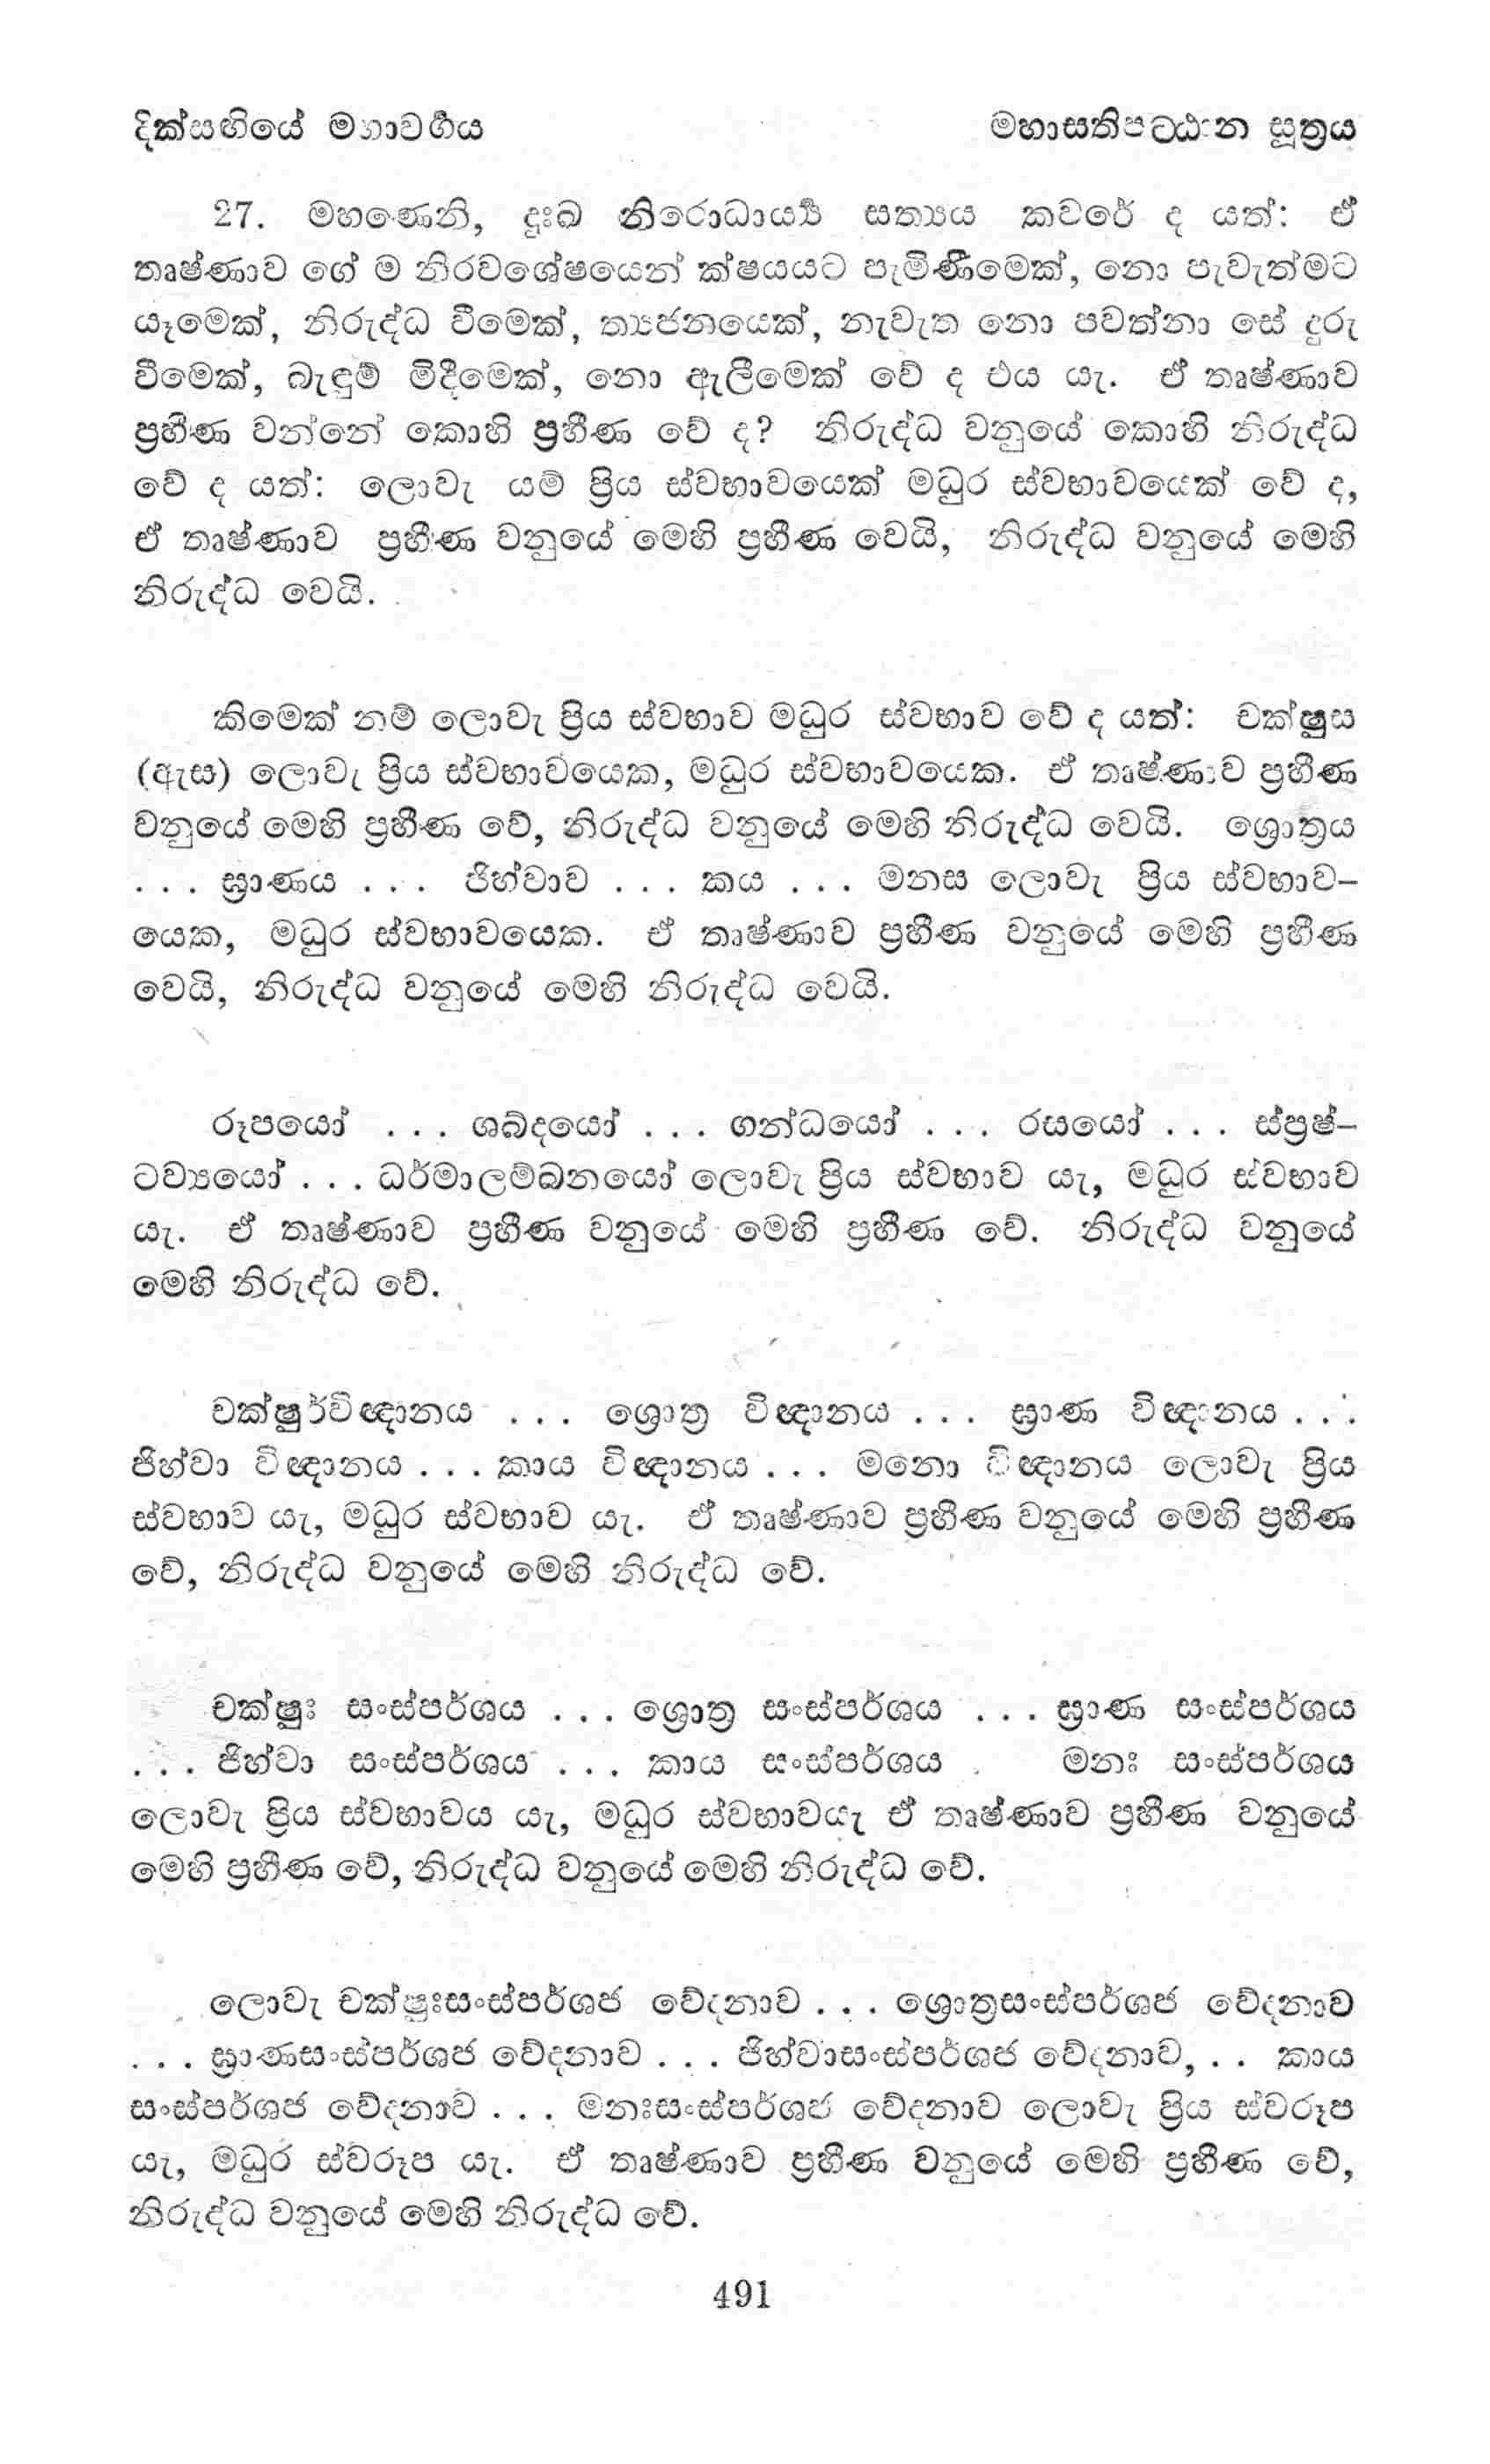 දික්සඟියේ මහාවර්‍ගය මහාසතිපට්ඨාන සූත්‍රය
27. මහණෙනි, දුඃඛ නිරොධාර්‍ය්‍ය සත්‍යය කවරේ ද යත්: ඒ
තෘෂ්ණාව ගේ ම නිරවශේෂයෙන් ක්ෂයයට පැමිණීමෙක්, නො පැවැත්මට
යෑමෙක්, නිරුද්ධ වීමෙක්, ත්‍යජනයෙක්, නැවැත නො පවත්නා සේ දුරු
වීමෙක්, බැඳුම් මිදීමෙක්, නො ඇලීමෙක් වේ ද එය යැ. ඒ තෘෂ්ණාව
ප්‍රහීණ වන්නේ කොහි ප්‍රහීණ වේ ද? නිරුද්ධ වනුයේ කොහි නිරුද්ධ
වේ ද යත්: ලොවැ යම් ප්‍රිය ස්වභාවයෙක් මධුර ස්වභාවයෙක් වේ ද,
ඒ තෘෂ්ණාව ප්‍රහීණ වනුයේ මෙහි ප්‍රහීණ වෙයි, නිරුද්ධ වනුයේ මෙහි
නිරුද්ධ වෙයි.
කිමෙක් නම් ලොවැ ප්‍රිය ස්වභාව මධුර ස්වභාව වේ ද යත්: චක්ෂුස
(ඇස) ලොවැ ප්‍රිය ස්වභාවයෙක, මධුර ස්වභාවයෙක. ඒ තෘෂ්ණාව ප්‍රහීණ
වනුයේ මෙහි ප්‍රහීණ වේ, නිරුද්ධ වනුයේ මෙහි නිරුද්ධ වෙයි. ශ්‍රොත්‍රය
. . . ඝ්‍රාණය . . . ජිහ්වාව . . . කය . . . මනස ලොවැ ප්‍රිය ස්වභාව-
යෙක, මධුර ස්වභාවයෙක. ඒ තෘෂ්ණාව ප්‍රහීණ වනුයේ මෙහි ප්‍රහීණ
වෙයි, නිරුද්ධ වනුයේ මෙහි නිරුද්ධ වෙයි.
රූපයෝ . . . ශබ්දයෝ . . . ගන්ධයෝ . . . රසයෝ . . . ස්ප්‍රෂ්-
ටව්‍යයෝ . . . ධර්මාලම්බනයෝ ලොවැ ප්‍රිය ස්වභාව යැ, මධුර ස්වභාව
යැ. ඒ තෘෂ්ණාව ප්‍රහීණ වනුයේ මෙහි ප්‍රහීණ වේ. නිරුද්ධ වනුයේ
මෙහි නිරුද්ධ වේ.
චක්ෂුර්විඥානය . . . ශ්‍රොත්‍ර විඥානය . . . ඝ්‍රාණ විඥානය . . .
ජිහ්වා විඥානය . . . කාය විඥානය . . . මනො විඥානය ලොවැ ප්‍රිය
ස්වභාව යැ, මධුර ස්වභාව යැ. ඒ තෘෂ්ණාව ප්‍රහීණ වනුයේ මෙහි ප්‍රහීණ
වේ, නිරුද්ධ වනුයේ මෙහි නිරුද්ධ වේ.
චක්ෂුඃ සංස්පර්ශය . . . ශ්‍රොත්‍ර සංස්පර්ශය . . . ඝ්‍රාණ සංස්පර්ශය
. . . ජිහ්වා සංස්පර්ශය . . . කාය සංස්පර්ශය . මනඃ සංස්පර්ශය
ලොවැ ප්‍රිය ස්වභාවය යැ, මධුර ස්වභාවයැ ඒ තෘෂ්ණාව ප්‍රහීණ වනුයේ
මෙහි ප්‍රහීණ වේ, නිරුද්ධ වනුයේ මෙහි නිරුද්ධ වේ.
ලොවැ චක්ෂුඃසංස්පර්ශජ වේදනාව . . . ශ්‍රොත්‍රසංස්පර්ශජ වේදනාව
. . . ඝ්‍රාණසංස්පර්ශජ වේදනාව . . . ජිහ්වාසංස්පර්ශජ වේදනාව, . . කාය
සංස්පර්ශජ වේදනාව . . . මනඃසංස්පර්ශජ වේදනාව ලොවැ ප්‍රිය ස්වරූප
යැ, මධුර ස්වරූප යැ. ඒ තෘෂ්ණාව ප්‍රහීණ වනුයේ මෙහි ප්‍රහීණ වේ,
නිරුද්ධ වනුයේ මෙහි නිරුද්ධ වේ.
491